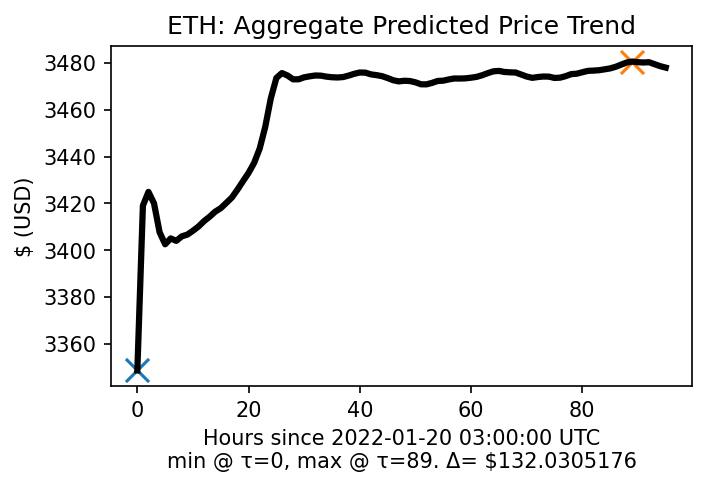 ETH: Aggregate Predicted Price Trend
3480
3460
3440
3420
3400
3380
3360
$ (USD)
0 20 40 60 80
Hours since 2022-01-20 03:00:00 UTC
min @ τ=0, max @ τ=89. Δ= $132.0305176